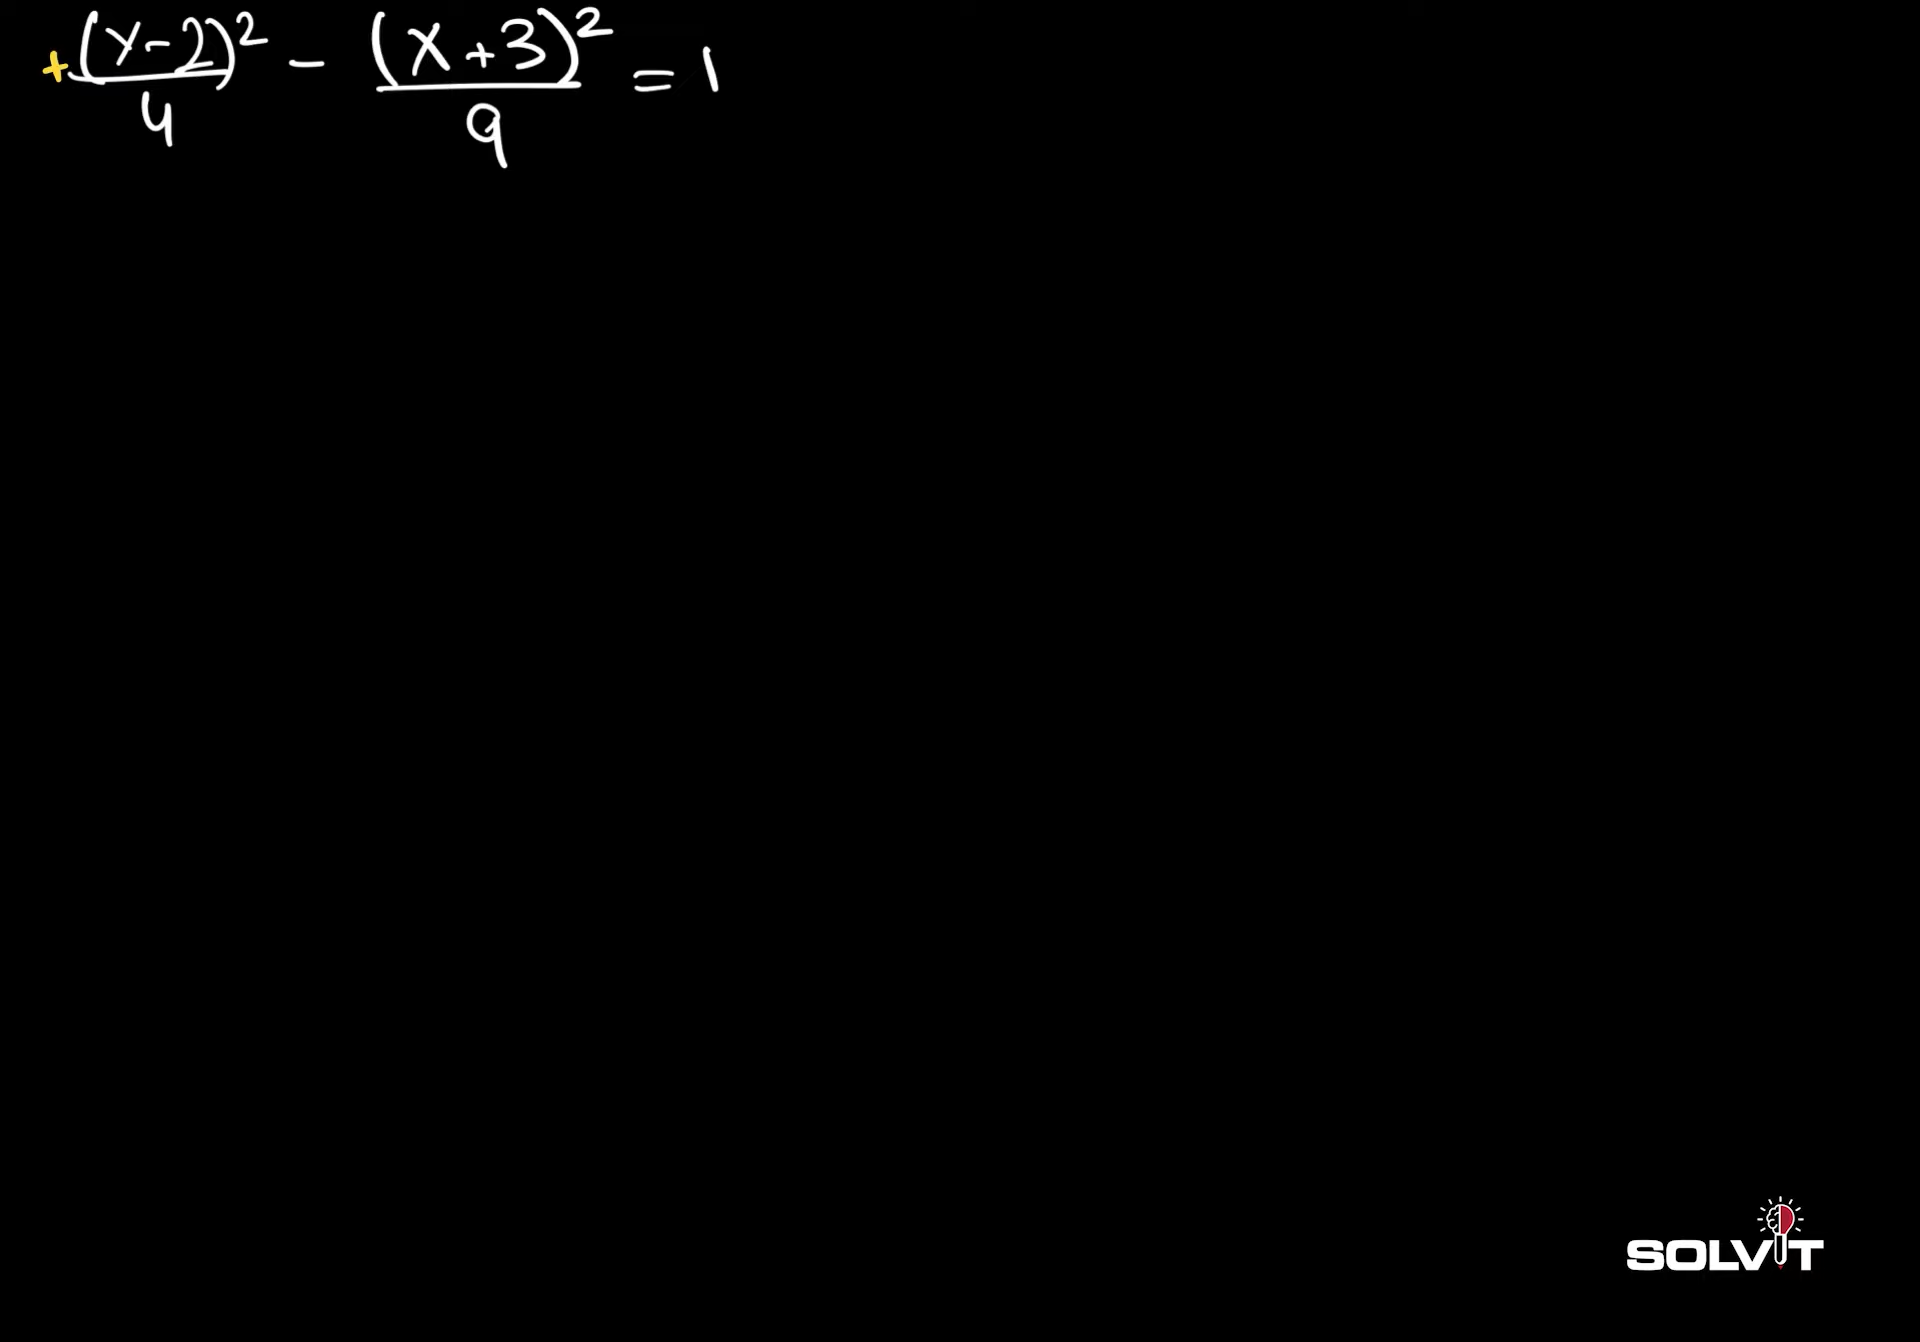 +(y-2)²/4 - (x+3)²/9 = 1
SOLVIT